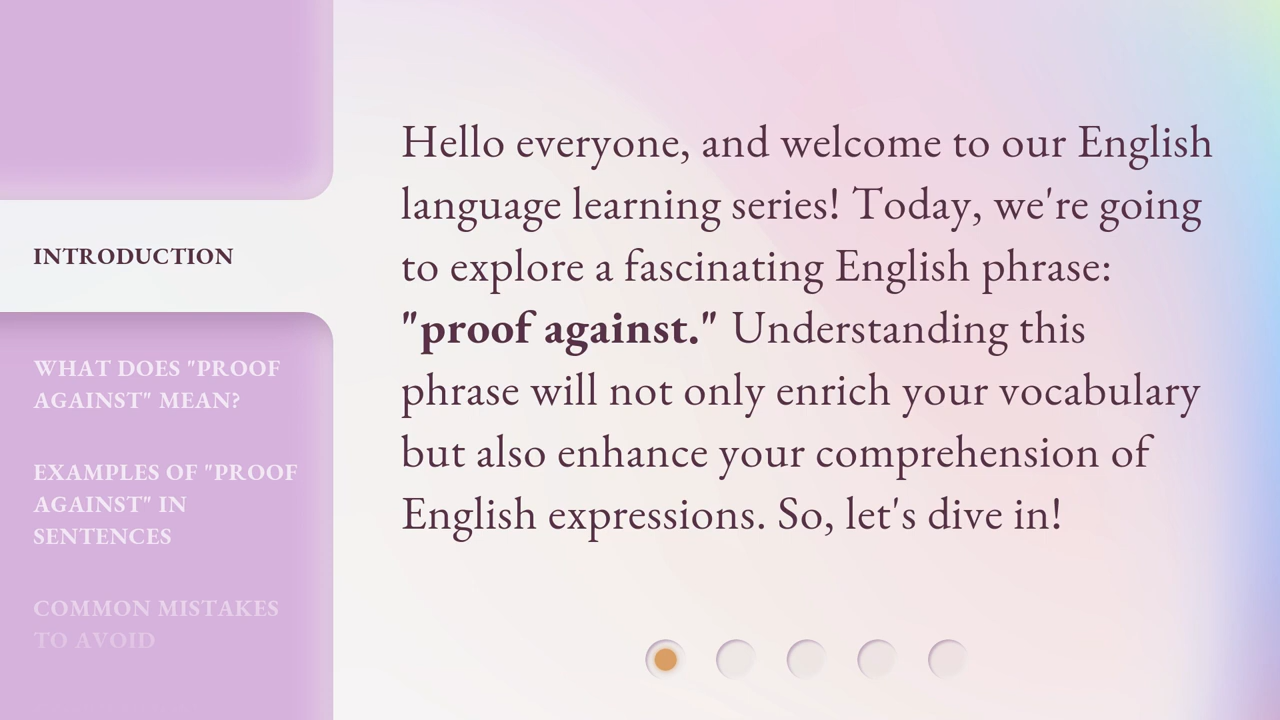 INTRODUCTION
WHAT DOES "PROOF
AGAINST" MEAN?
EXAMPLES OF "PROOF
AGAINST" IN
SENTENCES
COMMON MISTAKES
TO AVOID
Hello everyone, and welcome to our English
language learning series! Today, we're going
to explore a fascinating English phrase:
"proof against." Understanding this
phrase will not only enrich your vocabulary
but also enhance your comprehension of
English expressions. So, let's dive in!